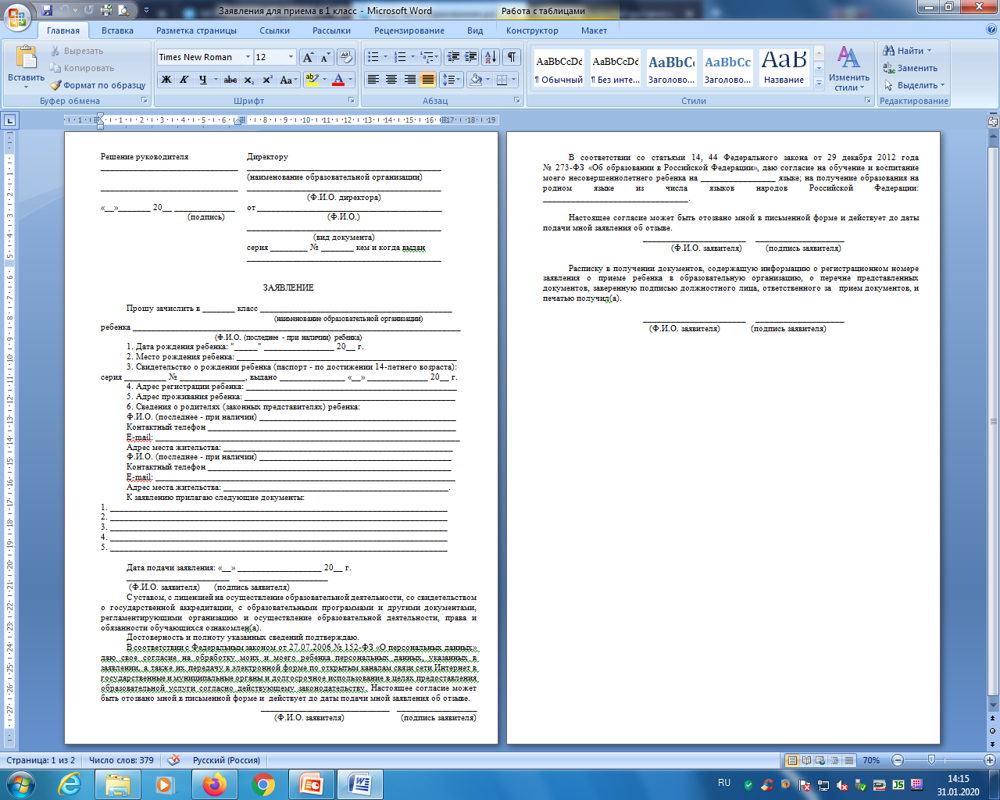 Заявления для приема в 1 класс - Microsoft Word
Работа с таблицами
Главная Вставка Разметка страницы Ссылки Рассылки Рецензирование Вид Конструктор Макет
Вставить
Вырезать
Копировать
Формат по образцу
Буфер обмена
Times New Roman 12
Ж К Ч abc x₂ x² Aa
Шрифт
Абзац
AaBbCcDd AaBbCcDd AaBbC AaBbCc АаВ
¶ Обычный ¶ Без инте... Заголово... Заголово... Название
Изменить стили
Стили
Найти
Заменить
Выделить
Редактирование
Решение руководителя
Директору
(наименование образовательной организации)
(Ф.И.О. директора)
«__»_______ 20__ ______________ от
(подпись) (Ф.И.О.)
(вид документа)
серия ________ № _______ кем и когда выдан
ЗАЯВЛЕНИЕ
Прошу зачислить в _______ класс
(наименование образовательной организации)
ребенка
(Ф.И.О. (последнее - при наличии) ребенка)
1. Дата рождения ребенка: "_____" _______________ 20__ г.
2. Место рождения ребенка:
3. Свидетельство о рождении ребенка (паспорт - по достижении 14-летнего возраста):
серия _________ № ______________, выдано ______________ «__» _____________ 20__ г.
4. Адрес регистрации ребенка:
5. Адрес проживания ребенка:
6. Сведения о родителях (законных представителях) ребенка:
Ф.И.О. (последнее - при наличии)
Контактный телефон
E-mail:
Адрес места жительства:
Ф.И.О. (последнее - при наличии)
Контактный телефон
E-mail:
Адрес места жительства: ________________________________________________.
К заявлению прилагаю следующие документы:
1.
2.
3.
4.
5.
Дата подачи заявления: «__» __________________ 20__ г.
(Ф.И.О. заявителя) (подпись заявителя)
С уставом, с лицензией на осуществление образовательной деятельности, со свидетельством
о государственной аккредитации, с образовательными программами и другими документами,
регламентирующими организацию и осуществление образовательной деятельности, права и
обязанности обучающихся ознакомлен(а).
Достоверность и полноту указанных сведений подтверждаю.
В соответствии с Федеральным законом от 27.07.2006 № 152-ФЗ «О персональных данных»
даю свое согласие на обработку моих и моего ребенка персональных данных, указанных в
заявлении, а также их передачу в электронной форме по открытым каналам связи сети Интернет в
государственные и муниципальные органы и долгосрочное использование в целях предоставления
образовательной услуги согласно действующему законодательству. Настоящее согласие может
быть отозвано мной в письменной форме и действует до даты подачи мной заявления об отзыве.
(Ф.И.О. заявителя) (подпись заявителя)
В соответствии со статьями 14, 44 Федерального закона от 29 декабря 2012 года
№ 273-ФЗ «Об образовании в Российской Федерации», даю согласие на обучение и воспитание
моего несовершеннолетнего ребенка на ________________ языке; на получение образования на
родном языке из числа языков народов Российской Федерации:
_______________________________.
Настоящее согласие может быть отозвано мной в письменной форме и действует до даты
подачи мной заявления об отзыве.
(Ф.И.О. заявителя) (подпись заявителя)
Расписку в получении документов, содержащую информацию о регистрационном номере
заявления о приеме ребенка в образовательную организацию, о перечне представленных
документов, заверенную подписью должностного лица, ответственного за прием документов, и
печатью получил(а).
(Ф.И.О. заявителя) (подпись заявителя)
Страница: 1 из 2 Число слов: 379 Русский (Россия) 70%
RU
14:15
31.01.2020